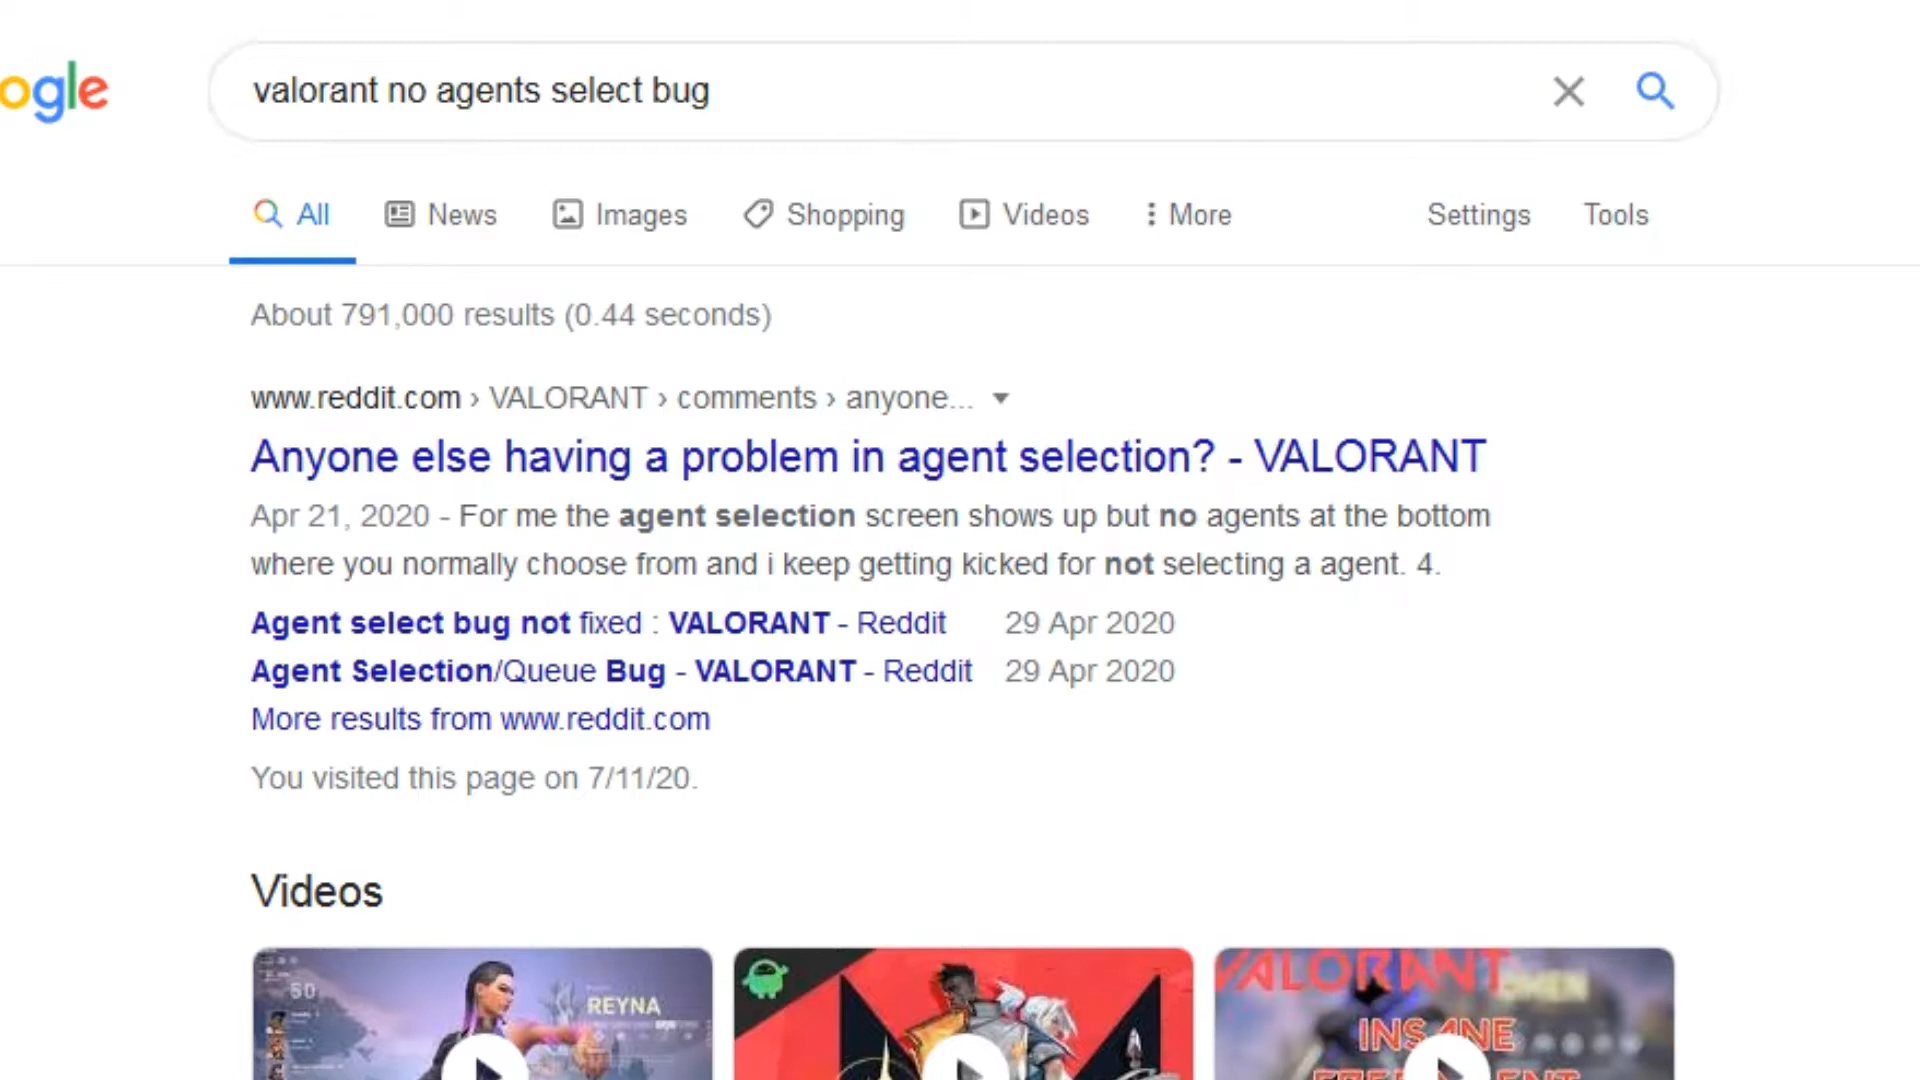 ogle
valorant no agents select bug
All News Images Shopping Videos More Settings Tools
About 791,000 results (0.44 seconds)
www.reddit.com › VALORANT › comments › anyone...
Anyone else having a problem in agent selection? - VALORANT
Apr 21, 2020 - For me the agent selection screen shows up but no agents at the bottom
where you normally choose from and i keep getting kicked for not selecting a agent. 4.
Agent select bug not fixed : VALORANT - Reddit 29 Apr 2020
Agent Selection/Queue Bug - VALORANT - Reddit 29 Apr 2020
More results from www.reddit.com
You visited this page on 7/11/20.
Videos
50
REYNA
VALORANT
OMEN
INSANE